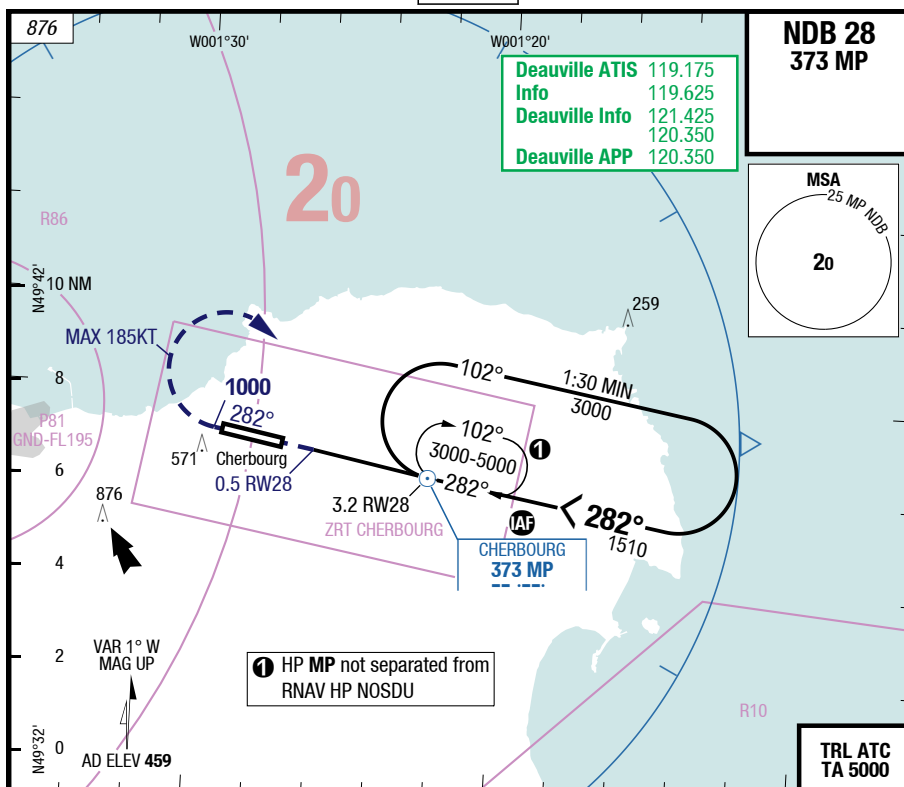 876
W001°30'
W001°20'
NDB 28
373 MP
Deauville ATIS 119.175
Info 119.625
Deauville Info 121.425
120.350
Deauville APP 120.350
MSA
25 MP NDB
20
20
R86
N49°42'
10 NM
259
MAX 185KT
102°
1:30 MIN
3000
8
1000
282°
P81
GND-FL195
102°
3000-5000
1
571
Cherbourg
6
0.5 RW28
282°
3.2 RW28
876
ZRT CHERBOURG
IAF
282°
1510
CHERBOURG
373 MP
4
VAR 1° W
MAG UP
2
1 HP MP not separated from
RNAV HP NOSDU
R10
N49°32'
0
AD ELEV 459
TRL ATC
TA 5000